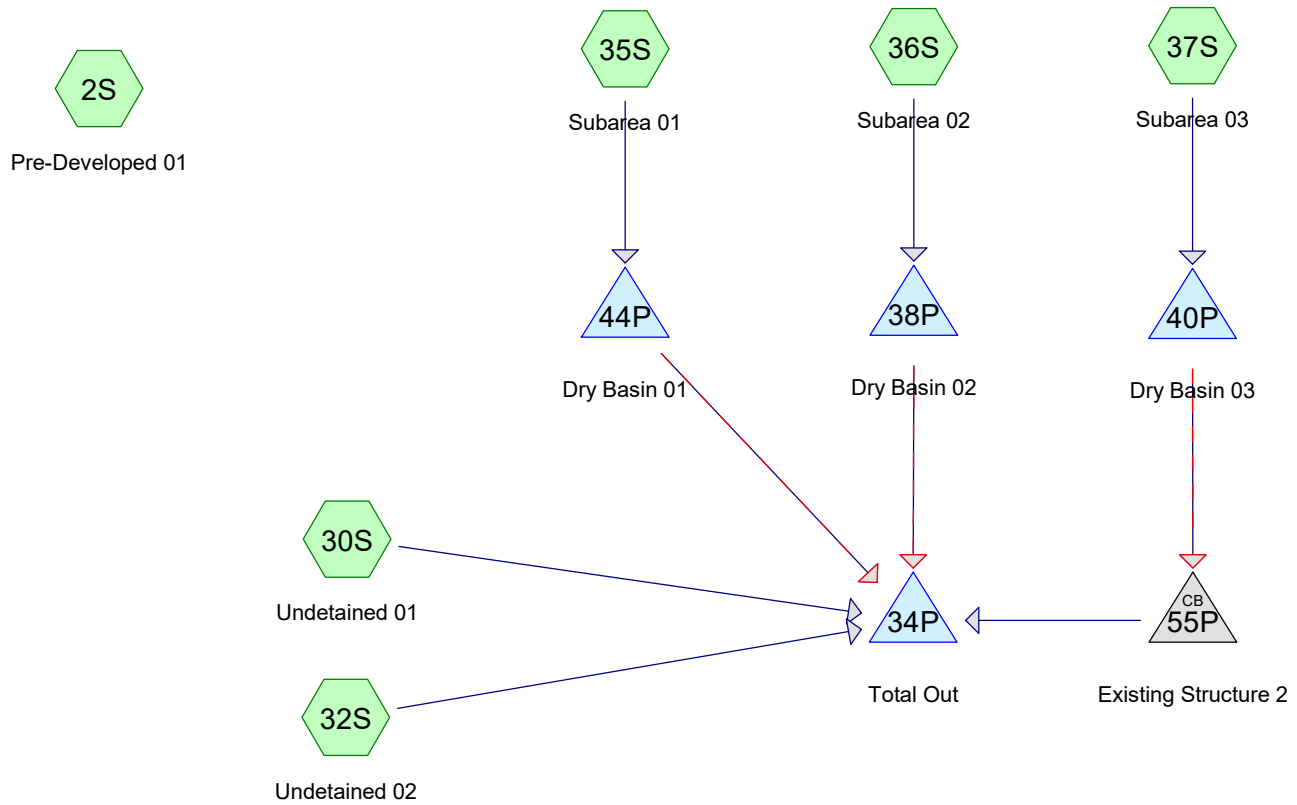 35S
36S
37S
2S
Subarea 01
Subarea 02
Subarea 03
Pre-Developed 01
44P
38P
40P
Dry Basin 01
Dry Basin 02
Dry Basin 03
30S
Undetained 01
34P
CB
55P
Total Out
Existing Structure 2
32S
Undetained 02